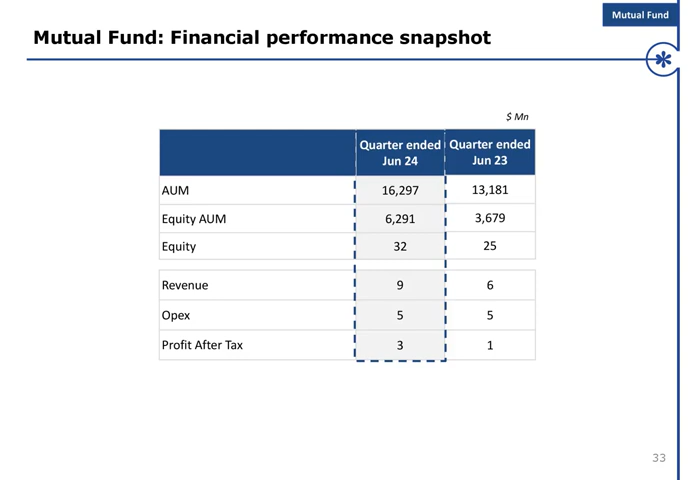 Mutual Fund
Mutual Fund: Financial performance snapshot
$ Mn
Quarter ended Jun 24 Quarter ended Jun 23
AUM 16,297 13,181
Equity AUM 6,291 3,679
Equity 32 25
Revenue 9 6
Opex 5 5
Profit After Tax 3 1
33